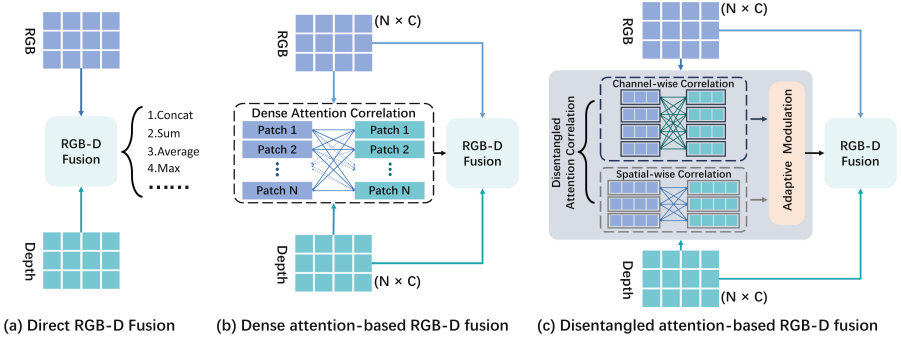 RGB
RGB-D
Fusion
1.Concat
2.Sum
3.Average
4.Max
......
Depth
(a) Direct RGB-D Fusion
(N × C)
RGB
Dense Attention Correlation
Patch 1
Patch 1
Patch 2
Patch 2
Patch N
Patch N
RGB-D
Fusion
Depth
(N × C)
(b) Dense attention-based RGB-D fusion
(N × C)
RGB
Disentangled
Attention Correlation
Channel-wise Correlation
Spatial-wise Correlation
Adaptive Modulation
RGB-D
Fusion
Depth
(N × C)
(c) Disentangled attention-based RGB-D fusion